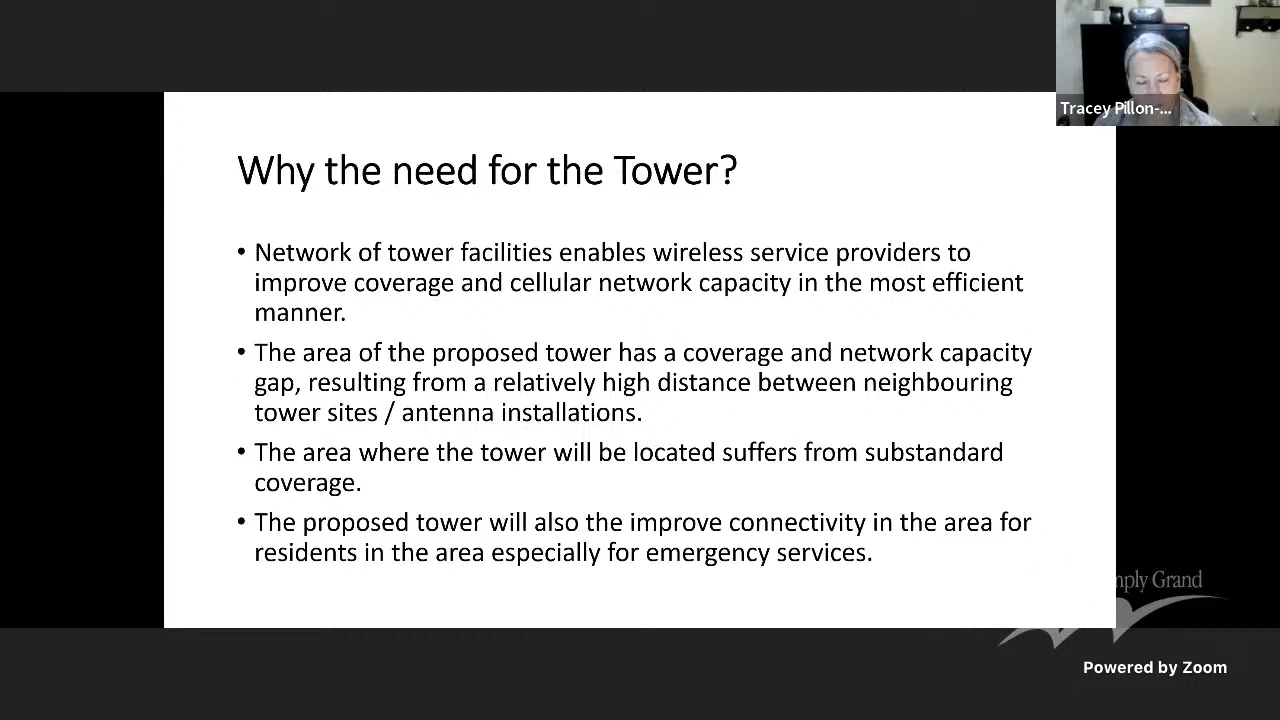 Tracey Pillon-...
Why the need for the Tower?
• Network of tower facilities enables wireless service providers to
improve coverage and cellular network capacity in the most efficient
manner.
• The area of the proposed tower has a coverage and network capacity
gap, resulting from a relatively high distance between neighbouring
tower sites / antenna installations.
• The area where the tower will be located suffers from substandard
coverage.
• The proposed tower will also the improve connectivity in the area for
residents in the area especially for emergency services.
mply Grand
Powered by Zoom